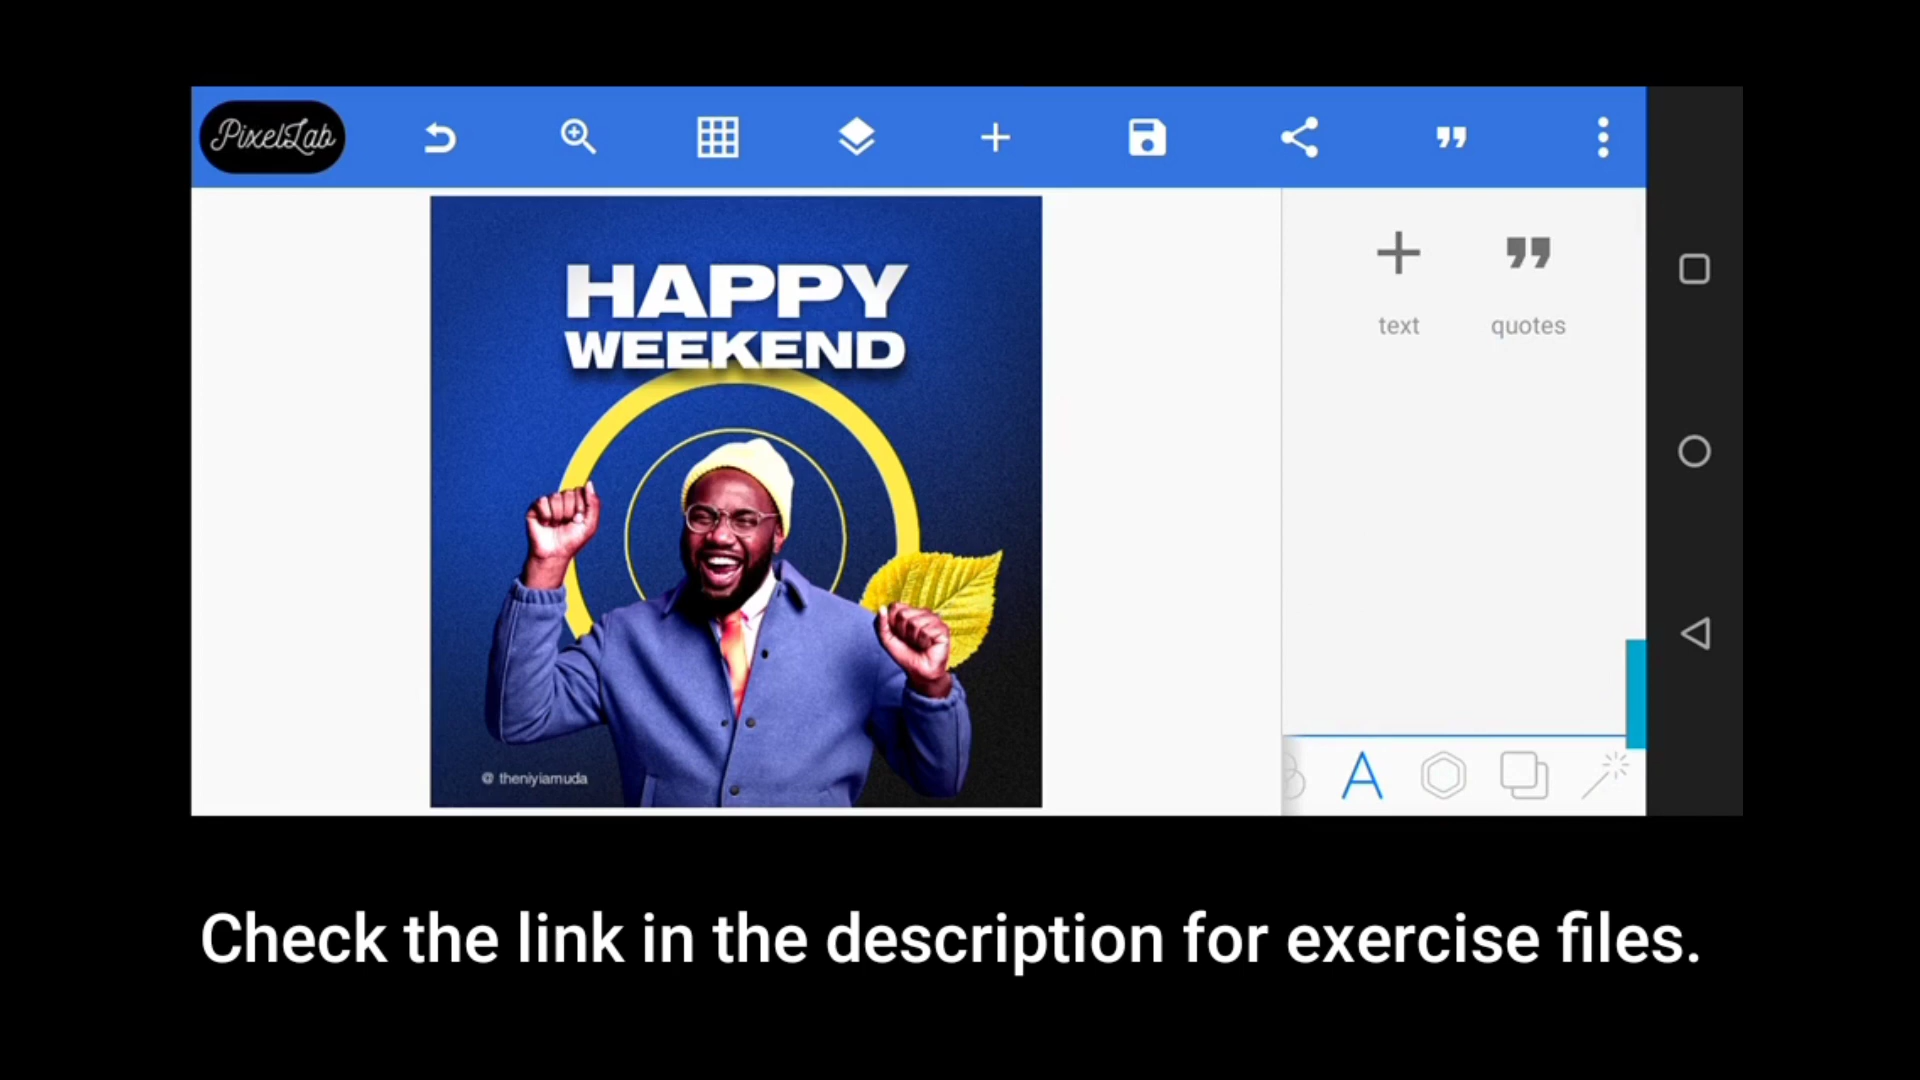 PixelLab
text
quotes
HAPPY
WEEKEND
@ theniyiamuda
Check the link in the description for exercise files.